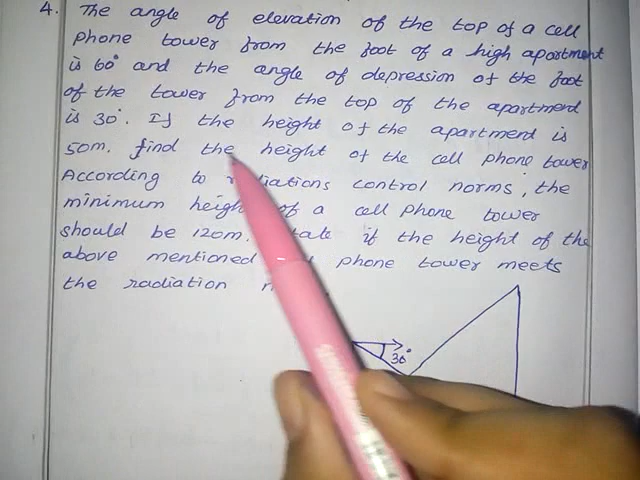 4. The angle of elevation of the top of a cell
phone tower from the foot of a high apartment
is 60° and the angle of depression of the foot
of the tower from the top of the apartment
is 30°. If the height of the apartment is
50m. find the height of the cell phone tower
According to radiations control norms, the
minimum height of a cell phone tower
should be 120m. State if the height of the
above mentioned phone tower meets
the radiation
30°